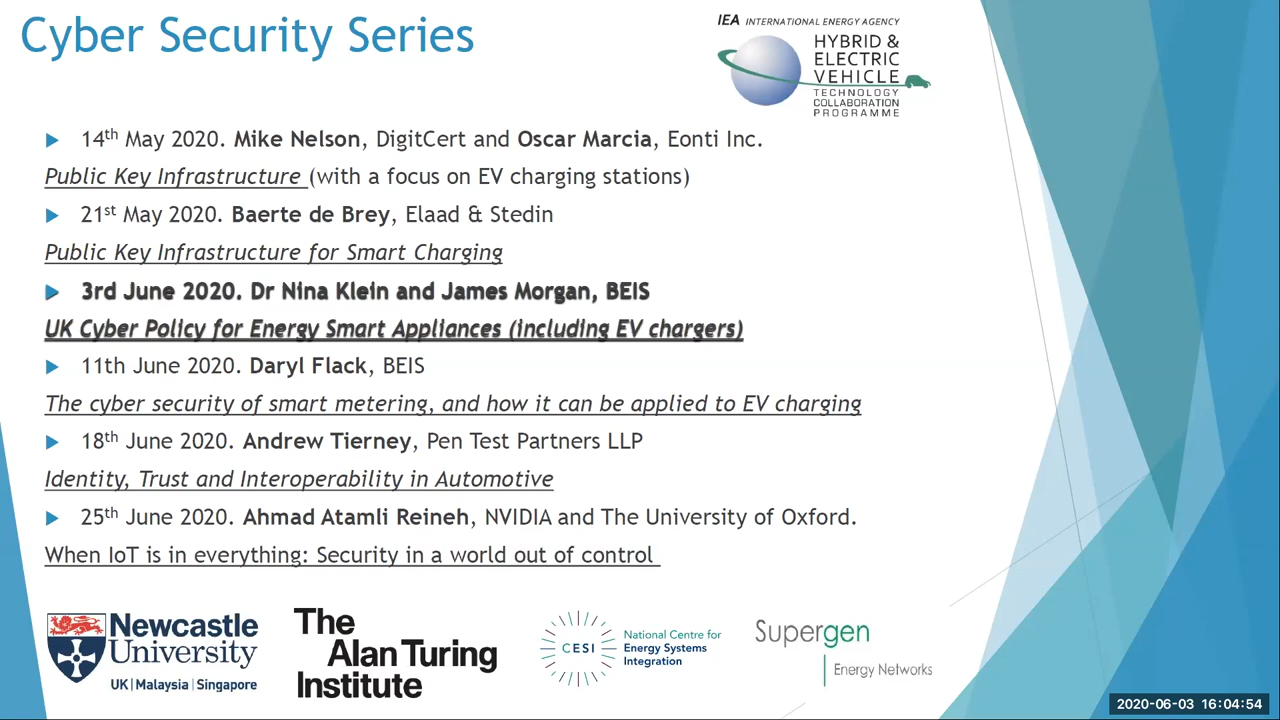 Cyber Security Series
IEA INTERNATIONAL ENERGY AGENCY
HYBRID &
ELECTRIC
VEHICLE
TECHNOLOGY
COLLABORATION
PROGRAMME
14th May 2020. Mike Nelson, DigitCert and Oscar Marcia, Eonti Inc.
Public Key Infrastructure (with a focus on EV charging stations)
21st May 2020. Baerte de Brey, Elaad & Stedin
Public Key Infrastructure for Smart Charging
3rd June 2020. Dr Nina Klein and James Morgan, BEIS
UK Cyber Policy for Energy Smart Appliances (including EV chargers)
11th June 2020. Daryl Flack, BEIS
The cyber security of smart metering, and how it can be applied to EV charging
18th June 2020. Andrew Tierney, Pen Test Partners LLP
Identity, Trust and Interoperability in Automotive
25th June 2020. Ahmad Atamli Reineh, NVIDIA and The University of Oxford.
When IoT is in everything: Security in a world out of control
Newcastle
University
UK | Malaysia | Singapore
The
Alan Turing
Institute
CESI
National Centre for
Energy Systems
Integration
Supergen
Energy Networks
2020-06-03 16:04:54